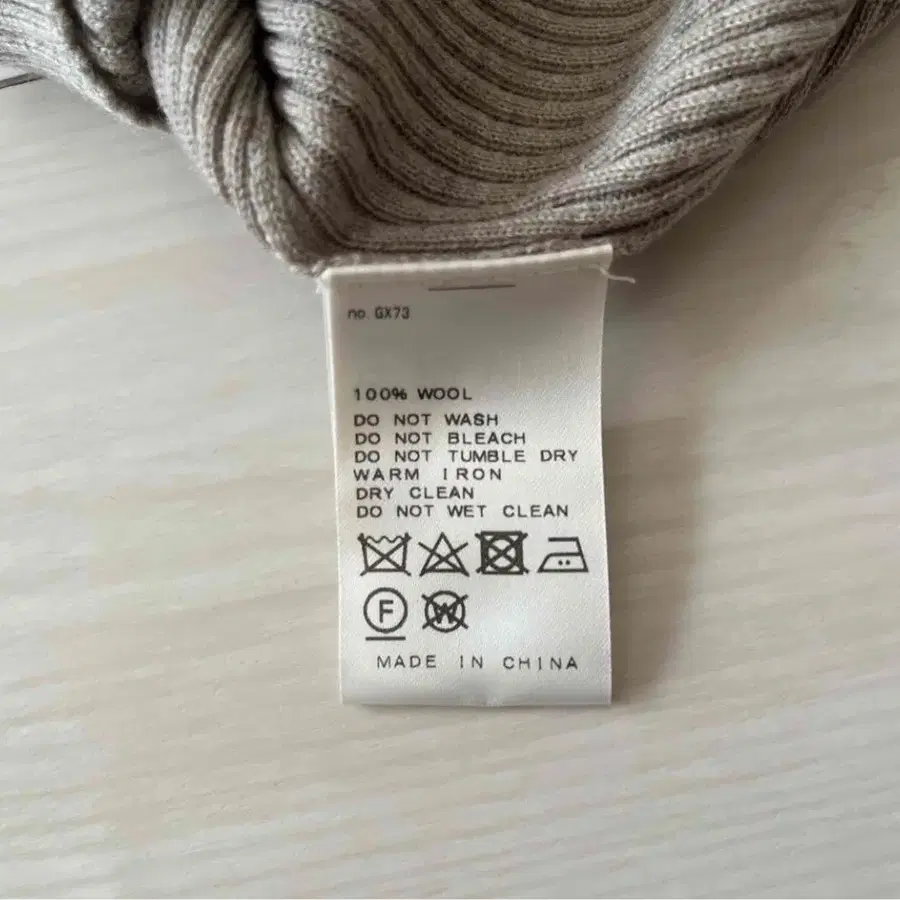 no. GX73
100% WOOL
DO NOT WASH
DO NOT BLEACH
DO NOT TUMBLE DRY
WARM IRON
DRY CLEAN
DO NOT WET CLEAN
F W
MADE IN CHINA